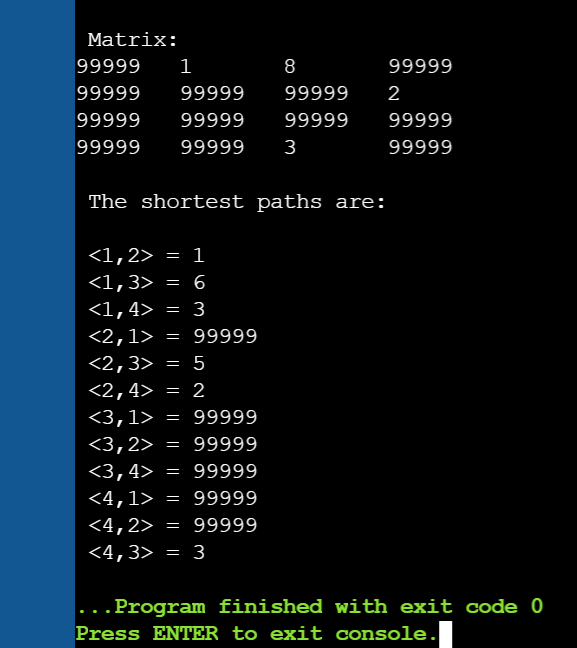 Matrix:
99999 1 8 99999
99999 99999 99999 2
99999 99999 99999 99999
99999 99999 3 99999
The shortest paths are:
<1,2> = 1
<1,3> = 6
<1,4> = 3
<2,1> = 99999
<2,3> = 5
<2,4> = 2
<3,1> = 99999
<3,2> = 99999
<3,4> = 99999
<4,1> = 99999
<4,2> = 99999
<4,3> = 3
...Program finished with exit code 0
Press ENTER to exit console.